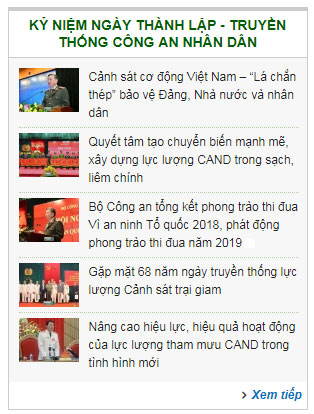 KỶ NIỆM NGÀY THÀNH LẬP - TRUYỀN
THỐNG CÔNG AN NHÂN DÂN
Cảnh sát cơ động Việt Nam – “Lá chắn
thép” bảo vệ Đảng, Nhà nước và nhân
dân
Quyết tâm tạo chuyển biến mạnh mẽ,
xây dựng lực lượng CAND trong sạch,
liêm chính
Bộ Công an tổng kết phong trào thi đua
Vì an ninh Tổ quốc 2018, phát động
phong trào thi đua năm 2019
Gặp mặt 68 năm ngày truyền thống lực
lượng Cảnh sát trại giam
Nâng cao hiệu lực, hiệu quả hoạt động
của lực lượng tham mưu CAND trong
tình hình mới
Xem tiếp